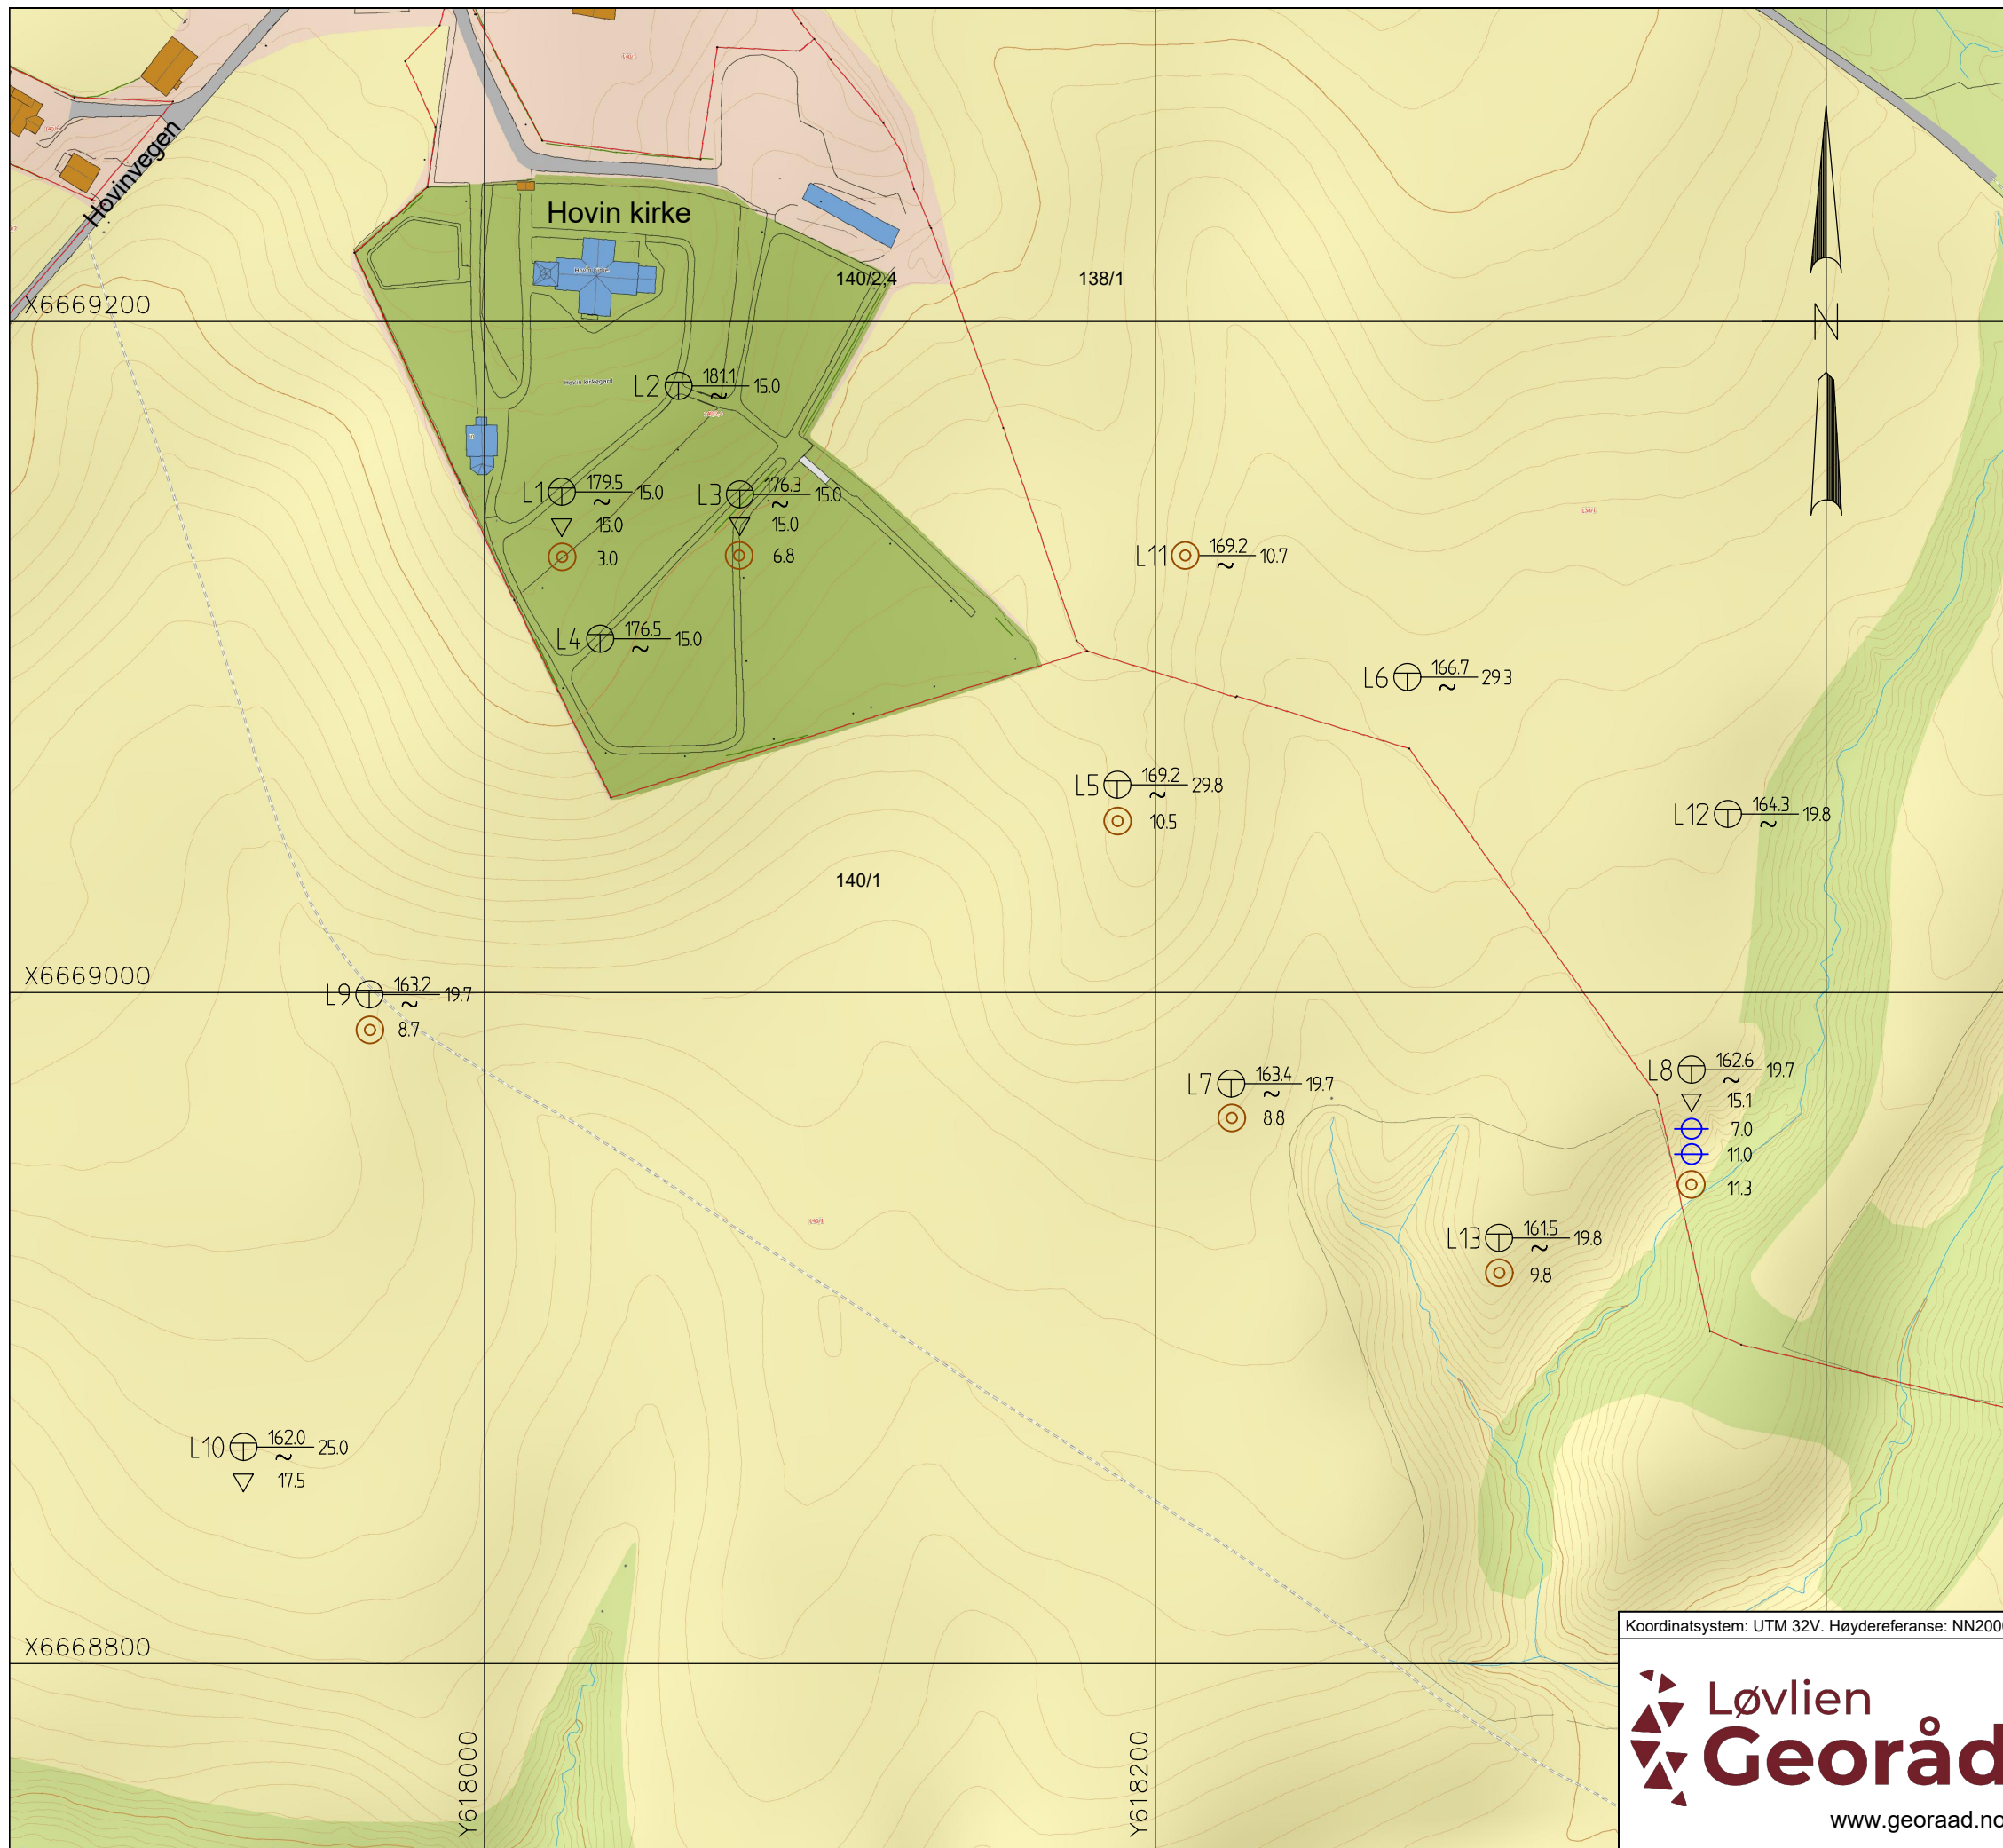 Hovinvegen
Hovin kirke
Hovin kirke
140/2,4
138/1
X6669200
Hovin kirkegård
L2 181.1 15.0
~
L1 179.5 15.0
~
15.0
3.0
L3 176.3 15.0
~
15.0
6.8
L11 169.2 10.7
~
L4 176.5 15.0
~
L6 166.7 29.3
~
L5 169.2 29.8
~
10.5
L12 164.3 19.8
~
140/1
X6669000
L9 163.2 19.7
~
8.7
L7 163.4 19.7
~
8.8
L8 162.6 19.7
~
15.1
7.0
11.0
11.3
L13 161.5 19.8
~
9.8
L10 162.0 25.0
~
17.5
N
X6668800
Y618000
Y618200
Koordinatsystem: UTM 32V. Høydereferanse: NN200
Løvlien
Georåd
www.georaad.no